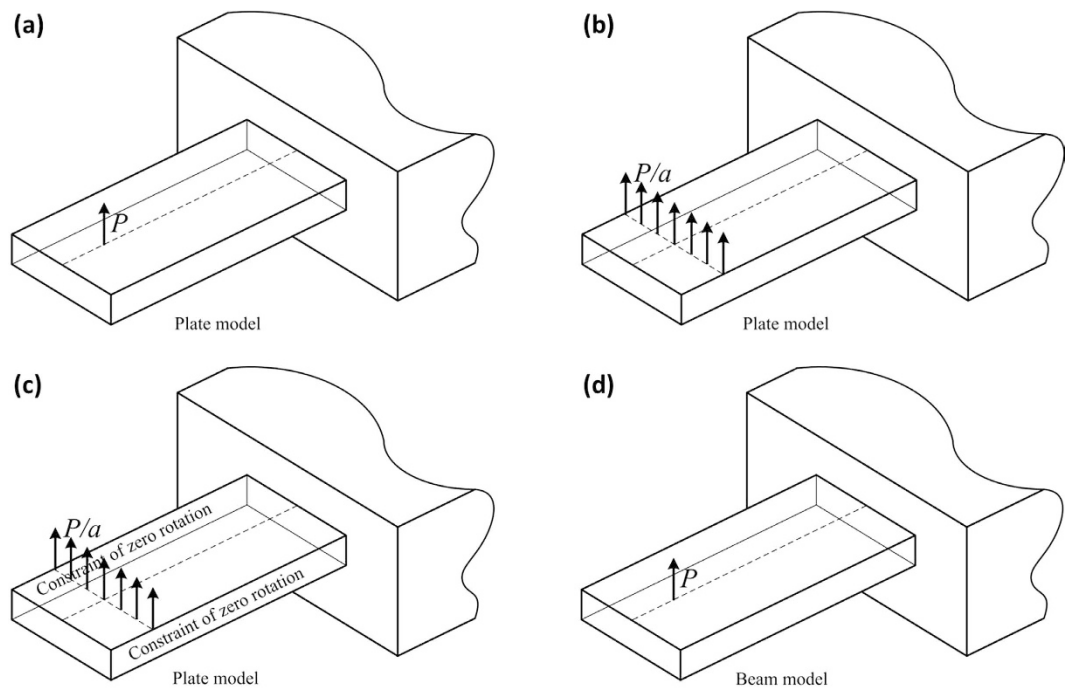 (a)
P
Plate model
(b)
P/a
Plate model
(c)
P/a
Constraint of zero rotation
Constraint of zero rotation
Plate model
(d)
P
Beam model